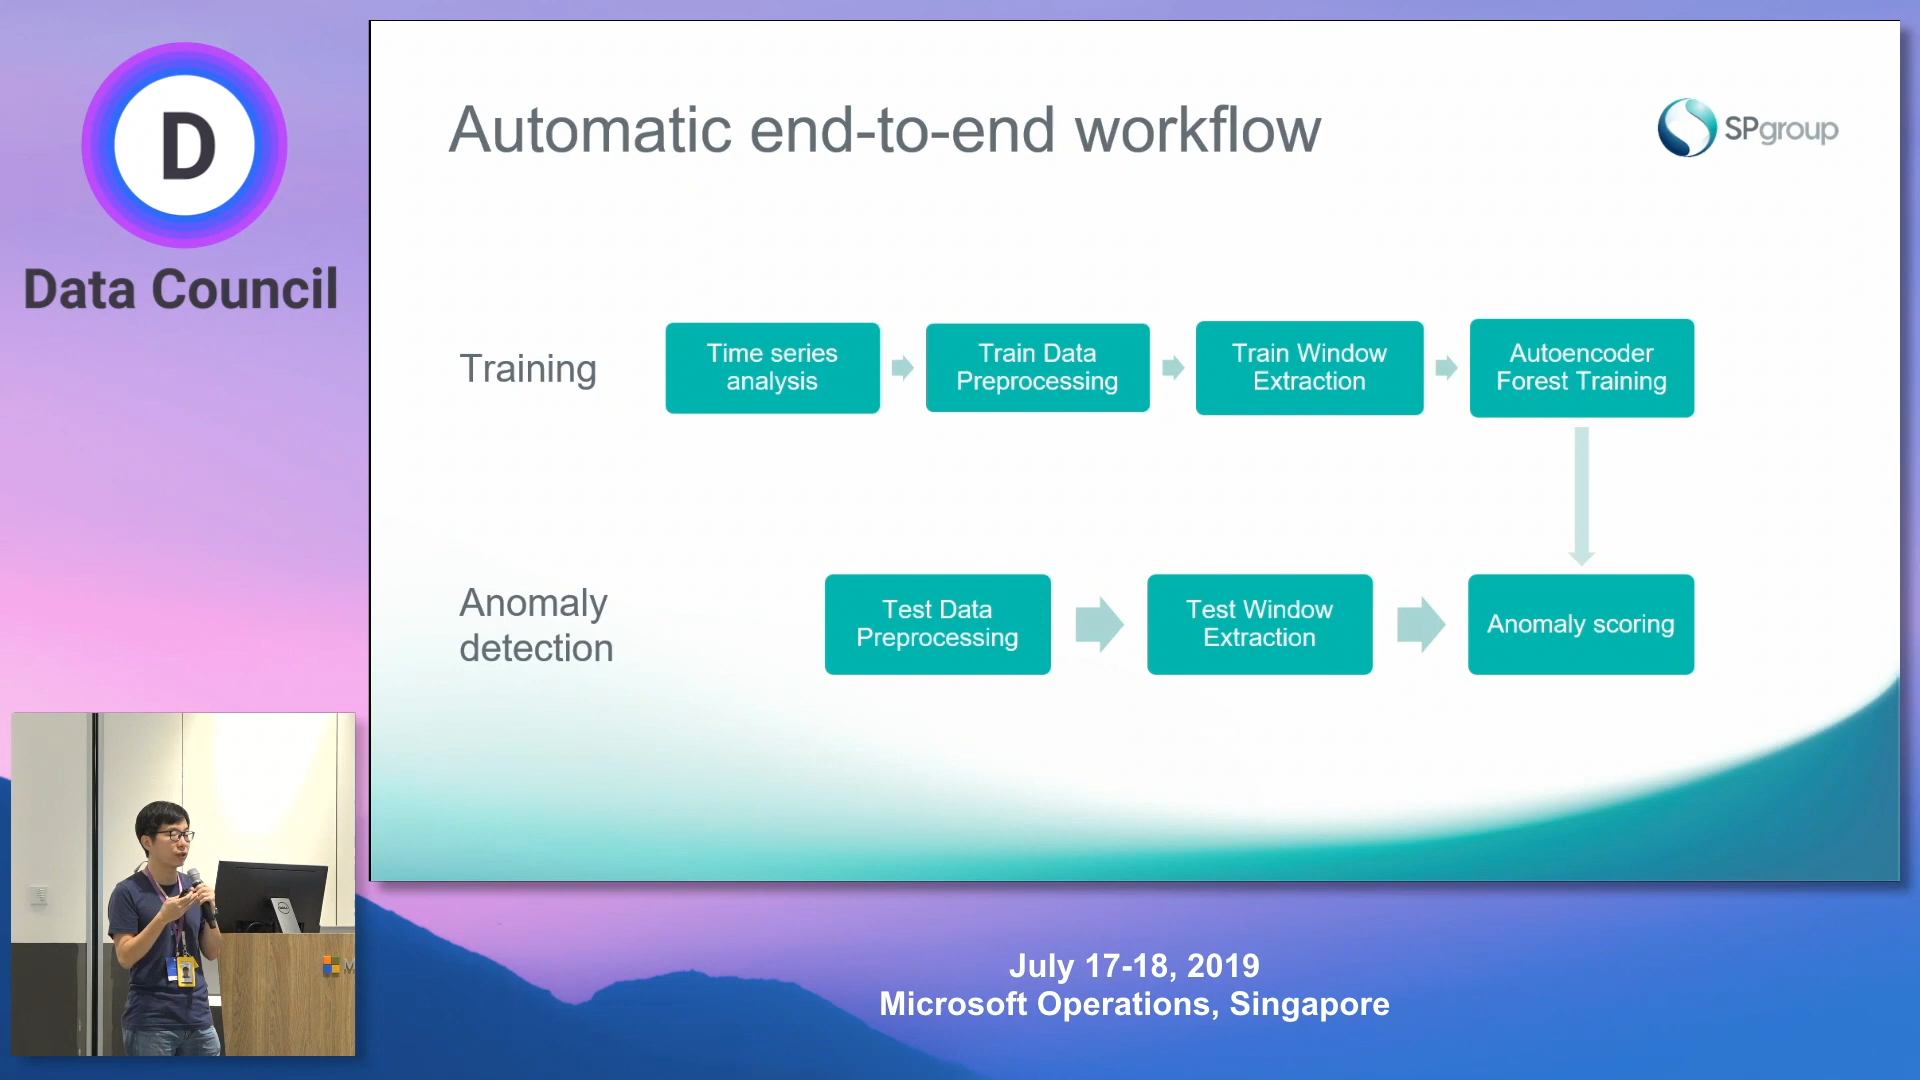 D
Data Council
Automatic end-to-end workflow
SPgroup
Training
Time series
analysis
Train Data
Preprocessing
Train Window
Extraction
Autoencoder
Forest Training
Anomaly
detection
Test Data
Preprocessing
Test Window
Extraction
Anomaly scoring
July 17-18, 2019
Microsoft Operations, Singapore